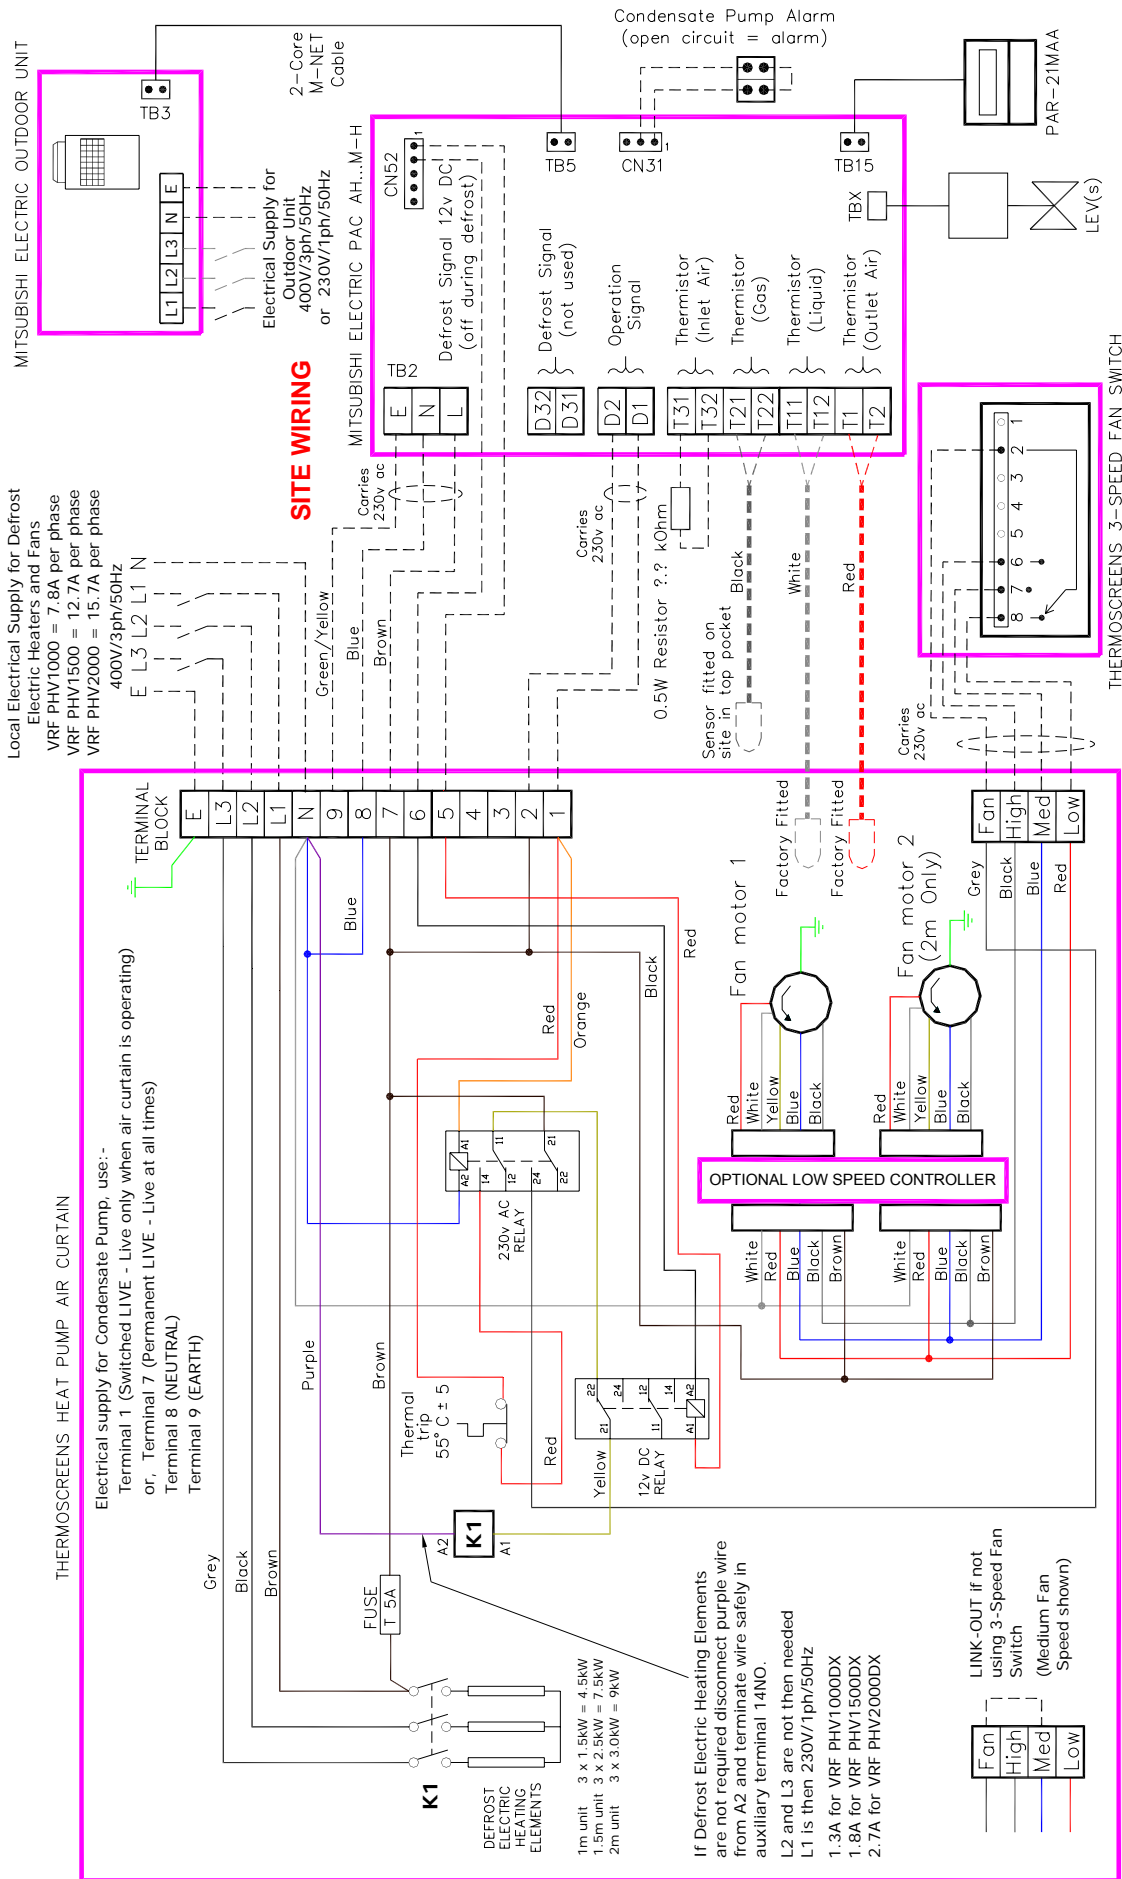 MITSUBISHI ELECTRIC OUTDOOR UNIT
TB3
L1 L2 L3 N E
Electrical Supply for
Outdoor Unit
400V/3ph/50Hz
or 230V/1ph/50Hz
2-Core
M-NET
Cable
Condensate Pump Alarm
(open circuit = alarm)
PAR-21MAA
LEV(s)
SITE WIRING
MITSUBISHI ELECTRIC PAC AH...M-H
CN52
1
TB5
CN31
1
TB15
TBX
Defrost Signal 12v DC
(off during defrost)
TB2
E
N
L
Defrost Signal
(not used)
D32
D31
Operation
Signal
D2
D1
Thermistor
(Inlet Air)
T31
T32
Thermistor
(Gas)
T21
T22
Thermistor
(Liquid)
T11
T12
Thermistor
(Outlet Air)
T1
T2
THERMOSCREENS 3-SPEED FAN SWITCH
8 7 6 5 4 3 2 1
Local Electrical Supply for Defrost
Electric Heaters and Fans
VRF PHV1000 = 7.8A per phase
VRF PHV1500 = 12.7A per phase
VRF PHV2000 = 15.7A per phase
400V/3ph/50Hz
E L3 L2 L1 N
Carries
230v ac
Green/Yellow
Blue
Brown
Carries
230v ac
0.5W Resistor ?.? kOhm
Black
White
Red
Sensor fitted on
site in top pocket
Factory Fitted
Factory Fitted
Carries
230v ac
THERMOSCREENS HEAT PUMP AIR CURTAIN
TERMINAL
BLOCK
E
L3
L2
L1
N
9
8
7
6
5
4
3
2
1
Fan
High
Med
Low
Grey
Black
Blue
Red
Electrical supply for Condensate Pump, use:-
Terminal 1 (Switched LIVE - Live only when air curtain is operating)
or, Terminal 7 (Permanent LIVE - Live at all times)
Terminal 8 (NEUTRAL)
Terminal 9 (EARTH)
Blue
Red
Orange
Black
Red
Fan motor 1
Fan motor 2
(2m Only)
Red
White
Yellow
Blue
Black
Red
White
Yellow
Blue
Black
OPTIONAL LOW SPEED CONTROLLER
White
Red
Blue
Black
Brown
White
Red
Blue
Black
Brown
A1
A2
11
14
12
21
24
22
230v AC
RELAY
Purple
Brown
Thermal
trip
55°C ± 5
Red
22
21
24
12
11
14
A2
A1
12v DC
RELAY
Yellow
Grey
Black
Brown
A2
K1
A1
FUSE
T 5A
K1
DEFROST
ELECTRIC
HEATING
ELEMENTS
1m unit 3 x 1.5kW = 4.5kW
1.5m unit 3 x 2.5kW = 7.5kW
2m unit 3 x 3.0kW = 9kW
If Defrost Electric Heating Elements
are not required disconnect purple wire
from A2 and terminate wire safely in
auxiliary terminal 14NO.
L2 and L3 are not then needed
L1 is then 230V/1ph/50Hz
1.3A for VRF PHV1000DX
1.8A for VRF PHV1500DX
2.7A for VRF PHV2000DX
Fan
High
Med
Low
LINK-OUT if not
using 3-Speed Fan
Switch
(Medium Fan
Speed shown)